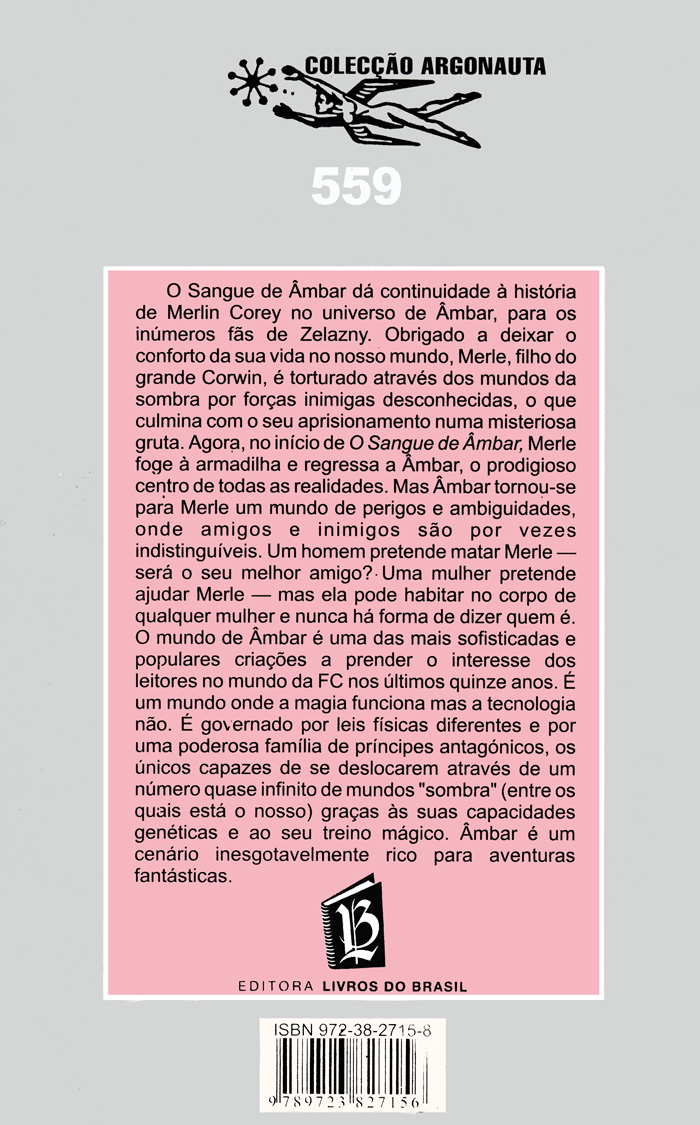 COLECÇÃO ARGONAUTA
559
O Sangue de Âmbar dá continuidade à história
de Merlin Corey no universo de Âmbar, para os
inúmeros fãs de Zelazny. Obrigado a deixar o
conforto da sua vida no nosso mundo, Merle, filho do
grande Corwin, é torturado através dos mundos da
sombra por forças inimigas desconhecidas, o que
culmina com o seu aprisionamento numa misteriosa
gruta. Agora, no início de O Sangue de Âmbar, Merle
foge à armadilha e regressa a Âmbar, o prodigioso
centro de todas as realidades. Mas Âmbar tornou-se
para Merle um mundo de perigos e ambiguidades,
onde amigos e inimigos são por vezes
indistinguíveis. Um homem pretende matar Merle —
será o seu melhor amigo? Uma mulher pretende
ajudar Merle — mas ela pode habitar no corpo de
qualquer mulher e nunca há forma de dizer quem é.
O mundo de Âmbar é uma das mais sofisticadas e
populares criações a prender o interesse dos
leitores no mundo da FC nos últimos quinze anos. É
um mundo onde a magia funciona mas a tecnologia
não. É governado por leis físicas diferentes e por
uma poderosa família de príncipes antagónicos, os
únicos capazes de se deslocarem através de um
número quase infinito de mundos "sombra" (entre os
quais está o nosso) graças às suas capacidades
genéticas e ao seu treino mágico. Âmbar é um
cenário inesgotavelmente rico para aventuras
fantásticas.
LB
EDITORA LIVROS DO BRASIL
ISBN 972-38-2715-8
9 789723 827156